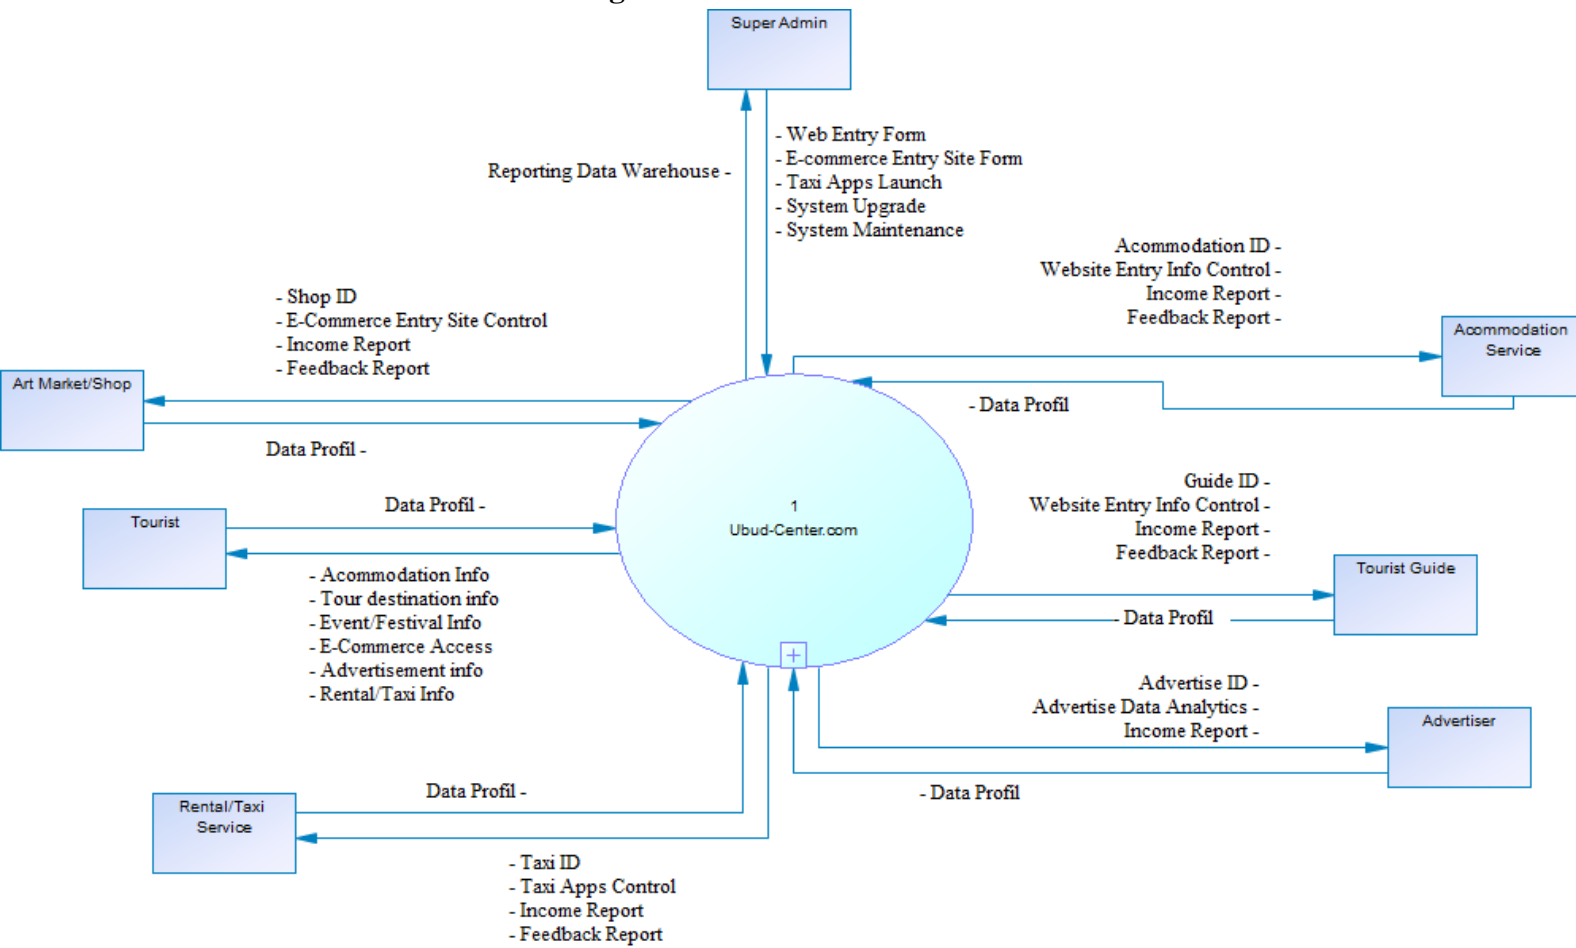 Super Admin
- Web Entry Form
- E-commerce Entry Site Form
- Taxi Apps Launch
- System Upgrade
- System Maintenance
Reporting Data Warehouse -
Acommodation ID -
Website Entry Info Control -
Income Report -
Feedback Report -
Acommodation
Service
- Data Profil
- Shop ID
- E-Commerce Entry Site Control
- Income Report
- Feedback Report
Art Market/Shop
Data Profil -
Data Profil -
Tourist
- Acommodation Info
- Tour destination info
- Event/Festival Info
- E-Commerce Access
- Advertisement info
- Rental/Taxi Info
1
Ubud-Center.com
Guide ID -
Website Entry Info Control -
Income Report -
Feedback Report -
Tourist Guide
- Data Profil
Advertise ID -
Advertise Data Analytics -
Income Report -
Advertiser
- Data Profil
Data Profil -
Rental/Taxi
Service
- Taxi ID
- Taxi Apps Control
- Income Report
- Feedback Report